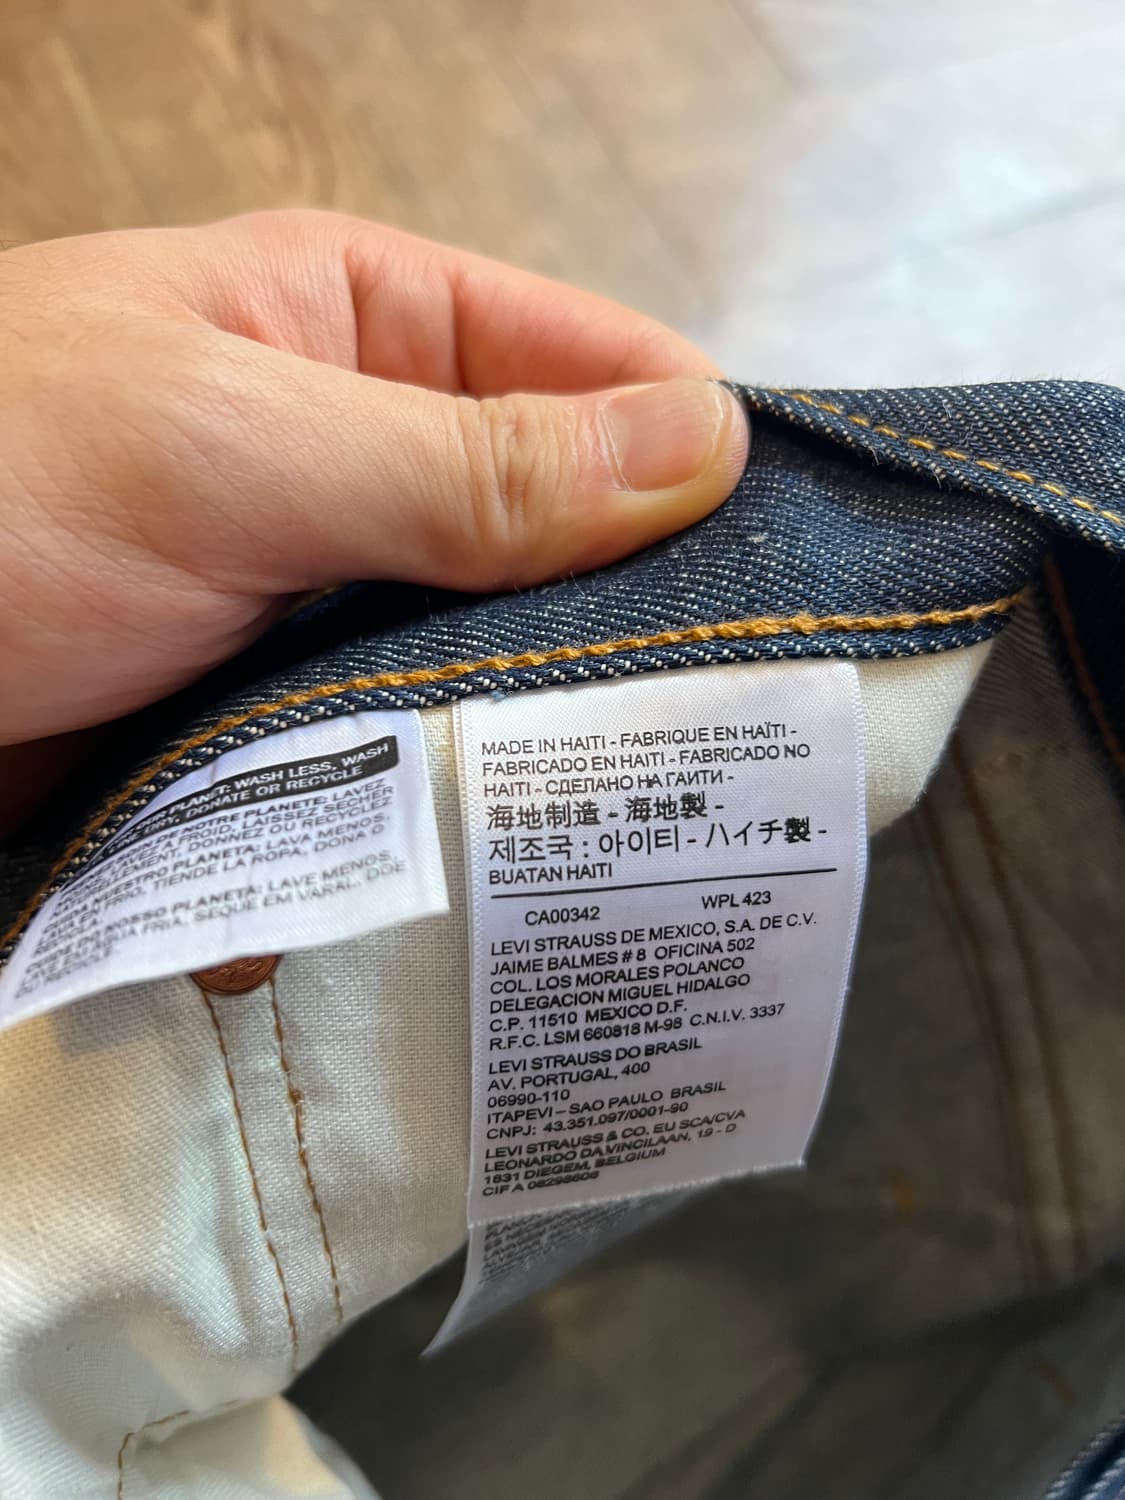 PLANET: WASH LESS, WASH
DRY, DONATE OR RECYCLE
DE NOTRE PLANETE: LAVEZ
FROID, LAISSEZ SECHER
DONNEZ OU RECYCLEZ
NUESTRO PLANETA: LAVA MENOS,
EN FRIO, TIENDE LA ROPA, DONA O
DO NOSSO PLANETA: LAVE MENOS,
FRIA, SEQUE EM VARAL, DOE
MADE IN HAITI - FABRIQUE EN HAÏTI -
FABRICADO EN HAITI - FABRICADO NO
HAITI - СДЕЛАНО НА ГАИТИ -
海地制造 - 海地製 -
제조국 : 아이티 - ハイチ製 -
BUATAN HAITI
CA00342 WPL 423
LEVI STRAUSS DE MEXICO, S.A. DE C.V.
JAIME BALMES # 8 OFICINA 502
COL. LOS MORALES POLANCO
DELEGACION MIGUEL HIDALGO
C.P. 11510 MEXICO D.F.
R.F.C. LSM 660818 M-98 C.N.I.V. 3337
LEVI STRAUSS DO BRASIL
AV. PORTUGAL, 400
06990-110
ITAPEVI – SAO PAULO BRASIL
CNPJ: 43.351.097/0001-90
LEVI STRAUSS & CO. EU SCA/CVA
LEONARDO DA VINCILAAN, 19 - D
1831 DIEGEM, BELGIUM
CIF A 08298606